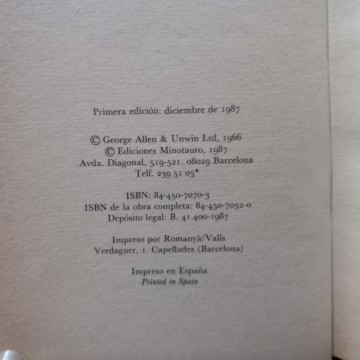 Primera edición: diciembre de 1987
© George Allen & Unwin Ltd, 1966
© Ediciones Minotauro, 1987
Avda. Diagonal, 519-521. 08029 Barcelona
Telf. 239 51 05*
ISBN: 84-450-7070-3
ISBN de la obra completa: 84-450-7032-0
Depósito legal: B. 41.400-1987
Impreso por Romanyà/Valls
Verdaguer, 1. Capellades (Barcelona)
Impreso en España
Printed in Spain